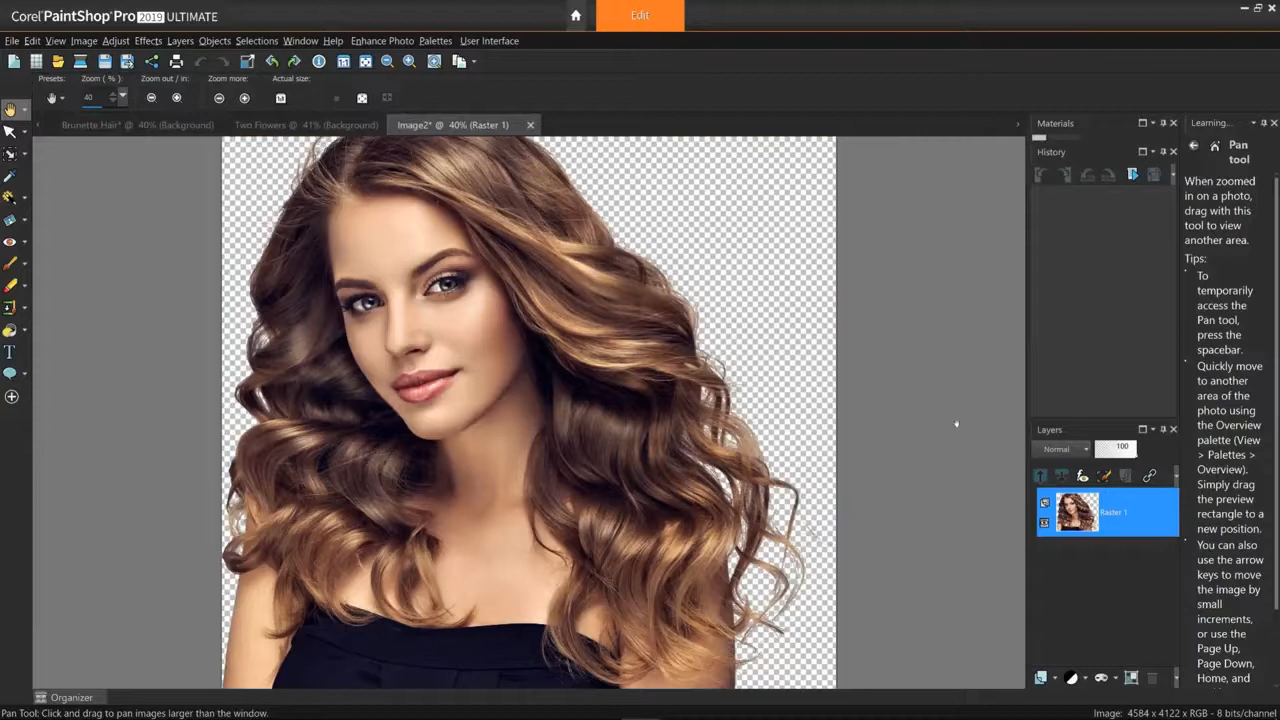 Corel PaintShop Pro 2019 ULTIMATE
Edit
File Edit View Image Adjust Effects Layers Objects Selections Window Help Enhance Photo Palettes User Interface
Presets: Zoom ( % ): Zoom out / in: Zoom more: Actual size:
40
Brunette.Hair* @ 40% (Background)
Two Flowers @ 41% (Background)
Image2* @ 40% (Raster 1)
Materials
History
Layers
Normal
100
Raster 1
Learning...
Pan
tool
When zoomed
in on a photo,
drag with this
tool to view
another area.
Tips:
To
temporarily
access the
Pan tool,
press the
spacebar.
Quickly move
to another
area of the
photo using
the Overview
palette (View
> Palettes >
Overview).
Simply drag
the preview
rectangle to a
new position.
You can also
use the arrow
keys to move
the image by
small
increments,
or use the
Page Up,
Page Down,
Home, and
Organizer
Pan Tool: Click and drag to pan images larger than the window.
Image: 4584 x 4122 x RGB - 8 bits/channel